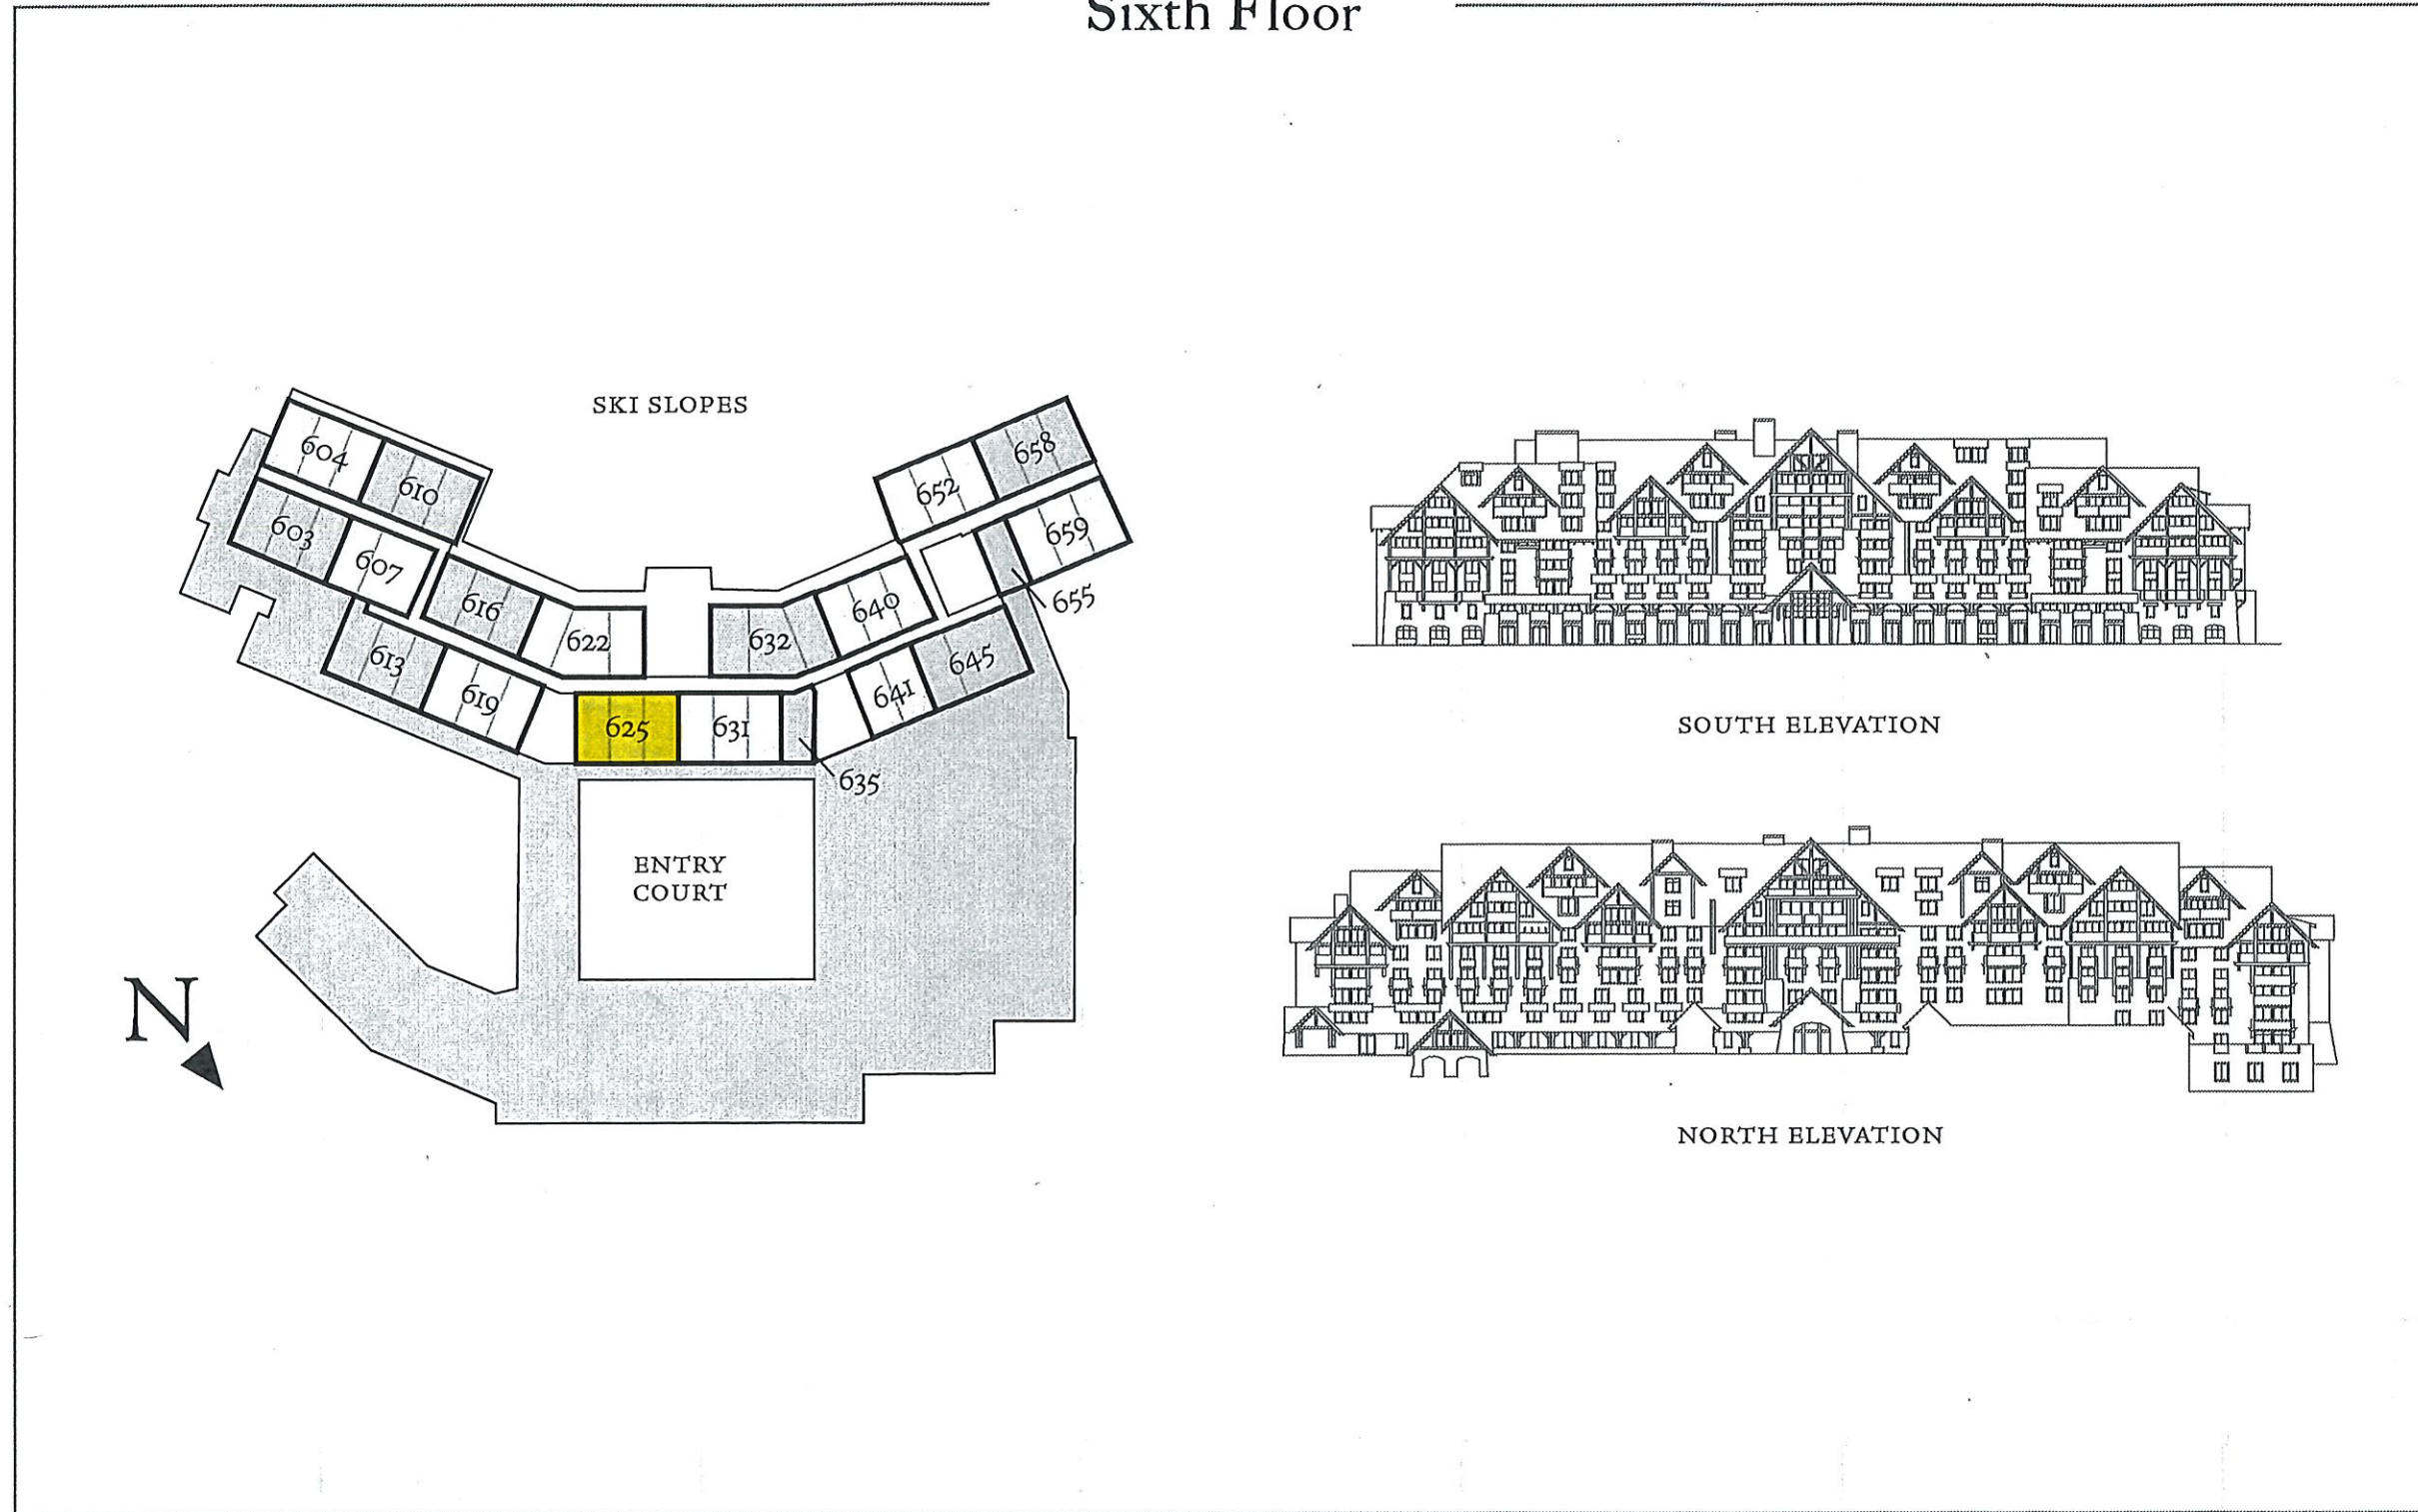 Sixth Floor
SKI SLOPES
604
610
603
607
616
622
613
619
625
631
635
632
640
641
645
652
658
659
655
ENTRY
COURT
N
SOUTH ELEVATION
NORTH ELEVATION